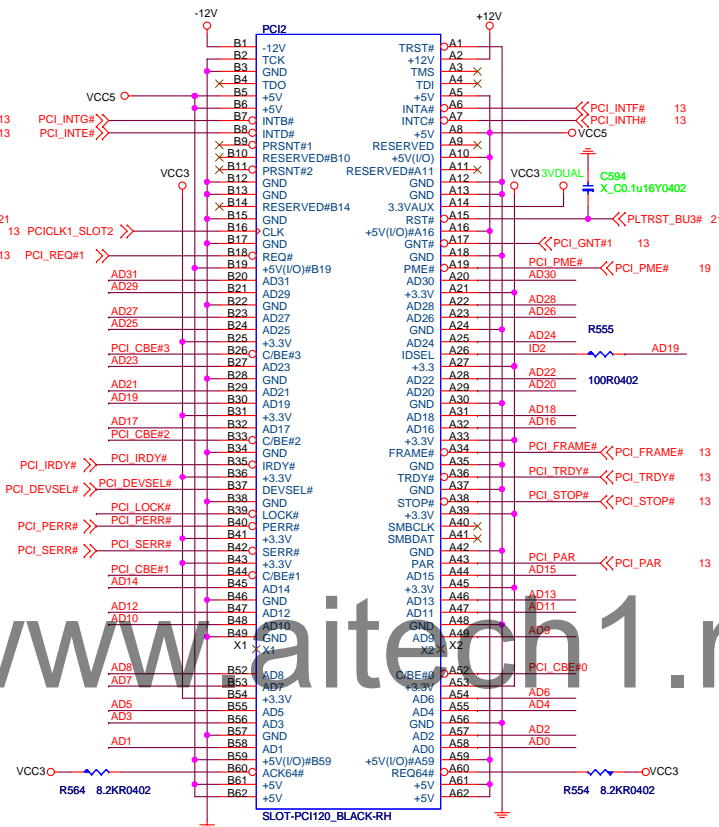 -12V +12V
PCI2
B1 -12V TRST# A1
B2 TCK +12V A2
B3 GND TMS A3
B4 TDO TDI A4
VCC5 B5 +5V +5V A5
B6 +5V INTA# A6 PCI_INTF# 13
13 PCI_INTG# B7 INTB# INTC# A7 PCI_INTH# 13
13 PCI_INTE# B8 INTD# +5V A8 VCC5
B9 PRSNT#1 RESERVED A9
B10 RESERVED#B10 +5V(I/O) A10
B11 PRSNT#2 RESERVED#A11 A11
VCC3 B12 GND GND A12 VCC3 3VDUAL C594
B13 GND GND A13 X_C0.1u16Y0402
B14 RESERVED#B14 3.3VAUX A14
21 B15 GND RST# A15 PLTRST_BU3# 21
13 PCICLK1_SLOT2 B16 CLK +5V(I/O)#A16 A16
B17 GND GNT# A17 PCI_GNT#1 13
13 PCI_REQ#1 B18 REQ# GND A18
B19 +5V(I/O)#B19 PME# A19 PCI_PME# PCI_PME# 19
AD31 B20 AD31 AD30 A20 AD30
AD29 B21 AD29 +3.3V A21
B22 GND AD28 A22 AD28
AD27 B23 AD27 AD26 A23 AD26
AD25 B24 AD25 GND A24 R555
B25 +3.3V AD24 A25 AD24
PCI_CBE#3 B26 C/BE#3 IDSEL A26 ID2 AD19
AD23 B27 AD23 +3.3 A27
B28 GND AD22 A28 AD22 100R0402
AD21 B29 AD21 AD20 A29 AD20
AD19 B30 AD19 GND A30
B31 +3.3V AD18 A31 AD18
AD17 B32 AD17 AD16 A32 AD16
PCI_CBE#2 B33 C/BE#2 +3.3V A33
B34 GND FRAME# A34 PCI_FRAME# PCI_FRAME# 13
PCI_IRDY# PCI_IRDY# B35 IRDY# GND A35
B36 +3.3V TRDY# A36 PCI_TRDY# PCI_TRDY# 13
PCI_DEVSEL# PCI_DEVSEL# B37 DEVSEL# GND A37
B38 GND STOP# A38 PCI_STOP# PCI_STOP# 13
PCI_LOCK# B39 LOCK# +3.3V A39
PCI_PERR# PCI_PERR# B40 PERR# SMBCLK A40
B41 +3.3V SMBDAT A41
PCI_SERR# PCI_SERR# B42 SERR# GND A42
B43 +3.3V PAR A43 PCI_PAR PCI_PAR 13
PCI_CBE#1 B44 C/BE#1 AD15 A44 AD15
AD14 B45 AD14 +3.3V A45
B46 GND AD13 A46 AD13
AD12 B47 AD12 AD11 A47 AD11
AD10 B48 AD10 GND A48
B49 GND AD9 A49 AD9
X1 X1 X2 X2
www.aitech1.r
AD8 B52 AD8 C/BE#0 A52 PCI_CBE#0
AD7 B53 AD7 +3.3V A53
B54 +3.3V AD6 A54 AD6
AD5 B55 AD5 AD4 A55 AD4
AD3 B56 AD3 GND A56
B57 GND AD2 A57 AD2
AD1 B58 AD1 AD0 A58 AD0
B59 +5V(I/O)#B59 +5V(I/O)#A59 A59
VCC3 B60 ACK64# REQ64# A60 VCC3
B61 +5V +5V A61
R564 8.2KR0402 B62 +5V +5V A62 R554 8.2KR0402
SLOT-PCI120_BLACK-RH